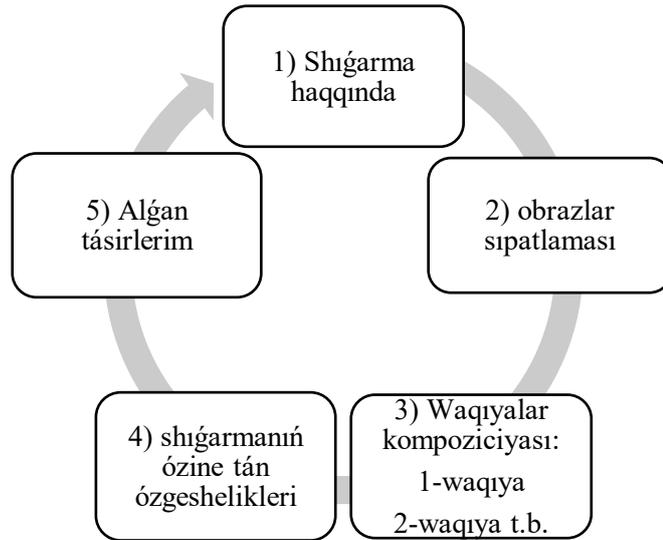 1) Shıǵarma
haqqında
2) obrazlar
sıpatlaması
3) Waqıyalar
kompoziciyası:
1-waqıya
2-waqıya t.b.
4) shıǵarmanıń
ózine tán
ózgeshelikleri
5) Alǵan
tásirlerim